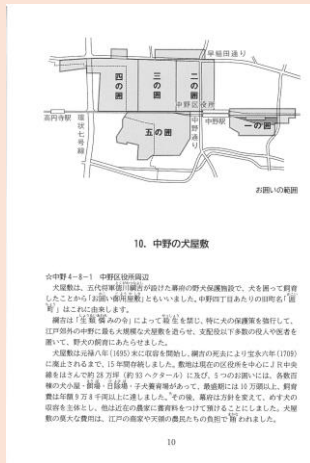 早稲田通り
四の囲
三の囲
二の囲
中野区役所
高円寺駅
環状七号線
五の囲
中野通り
中野駅
一の囲
お囲いの範囲
10. 中野の犬屋敷
☆中野4-8-1 中野区役所周辺
犬屋敷は、五代将軍徳川綱吉が設けた幕府の野犬保護施設で、犬を囲って飼育
したことから「お囲い御用屋敷」ともいいました。中野四丁目あたりの旧町名「囲
町」はこれに由来します。
綱吉は「生類憐みの令」によって殺生を禁じ、特に犬の保護策を強行して、
江戸郊外の中野に最も大規模な犬屋敷を造らせ、支配役以下多数の役人や医者を
置いて、野犬の飼育にあたらせました。
犬屋敷は元禄八年(1695)末に収容を開始し、綱吉の死去により宝永六年(1709)
に廃止されるまで、15年間存続しました。敷地は現在の区役所を中心にJR中央
線をはさんで約28万坪(約93ヘクタール)に及び、5つのお囲いには、各数百
棟の犬小屋・餌場・日除場・子犬養育場があって、最盛期には10万頭以上、飼育
費は年額9万8千両以上に達しました。その後、幕府は方針を変えて、めす犬の
収容を主体とし、他は近在の農家に養育料をつけて預けることにしました。犬屋
敷の莫大な費用は、江戸の商家や天領の農民たちの負担で賄われました。
10